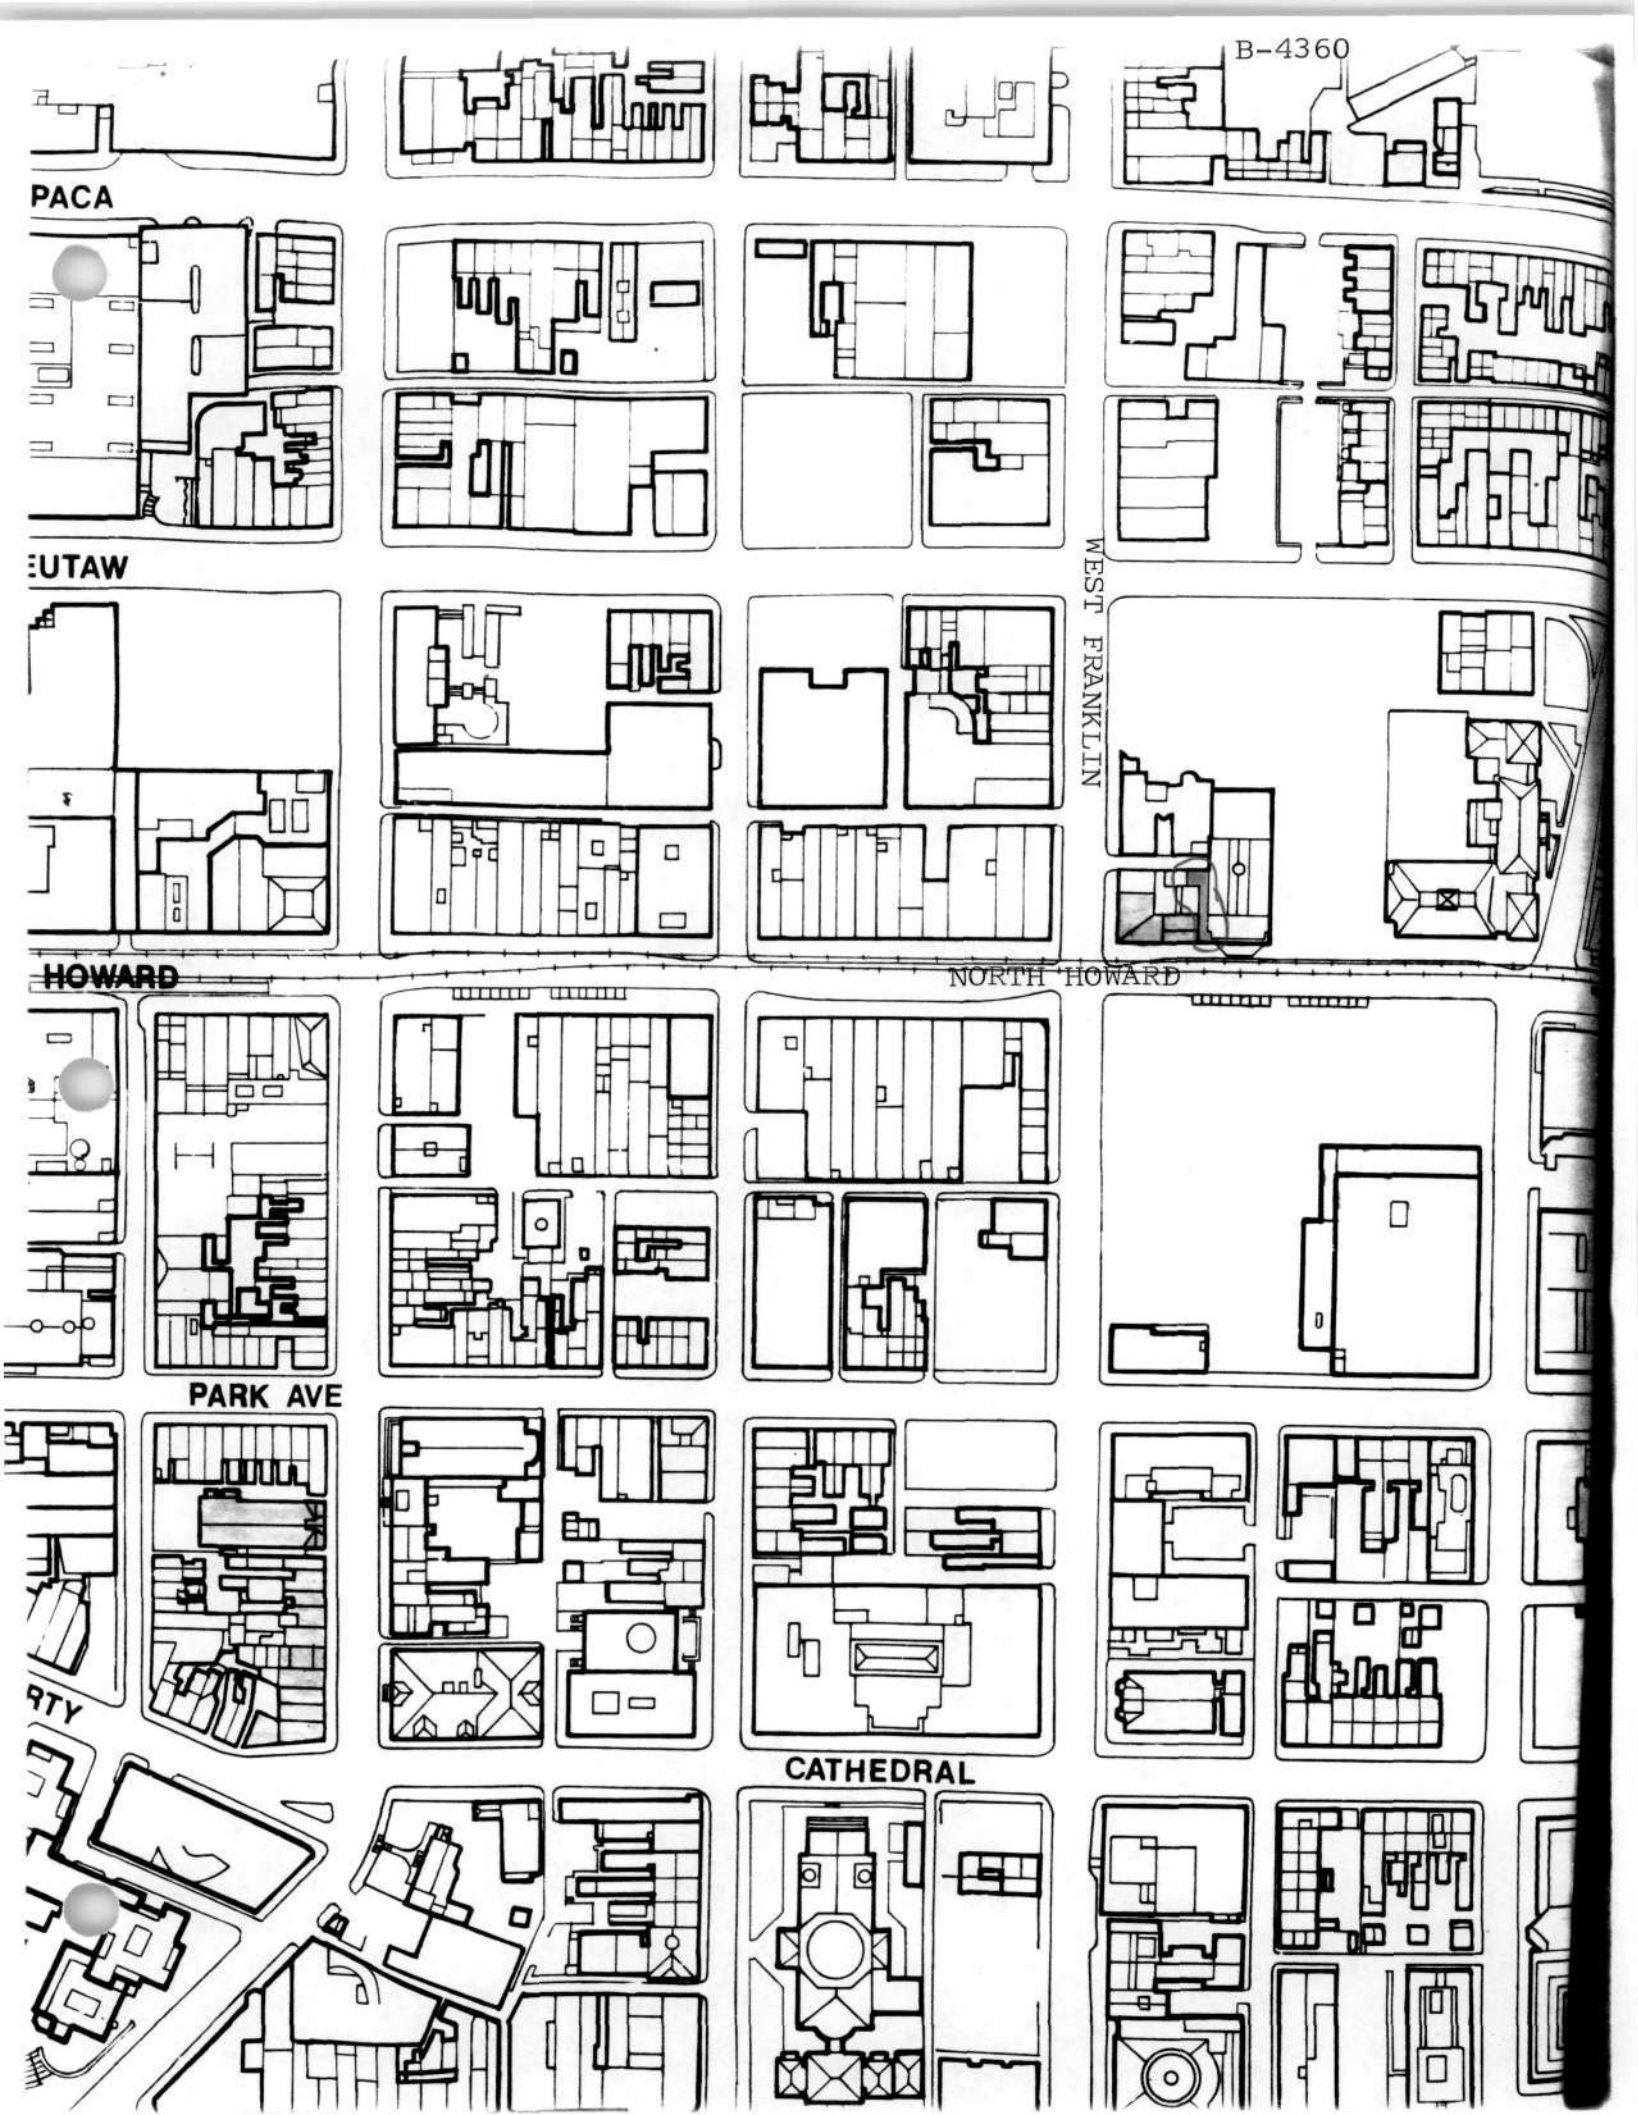 B-4360
PACA
EUTAW
WEST FRANKLIN
HOWARD
NORTH HOWARD
PARK AVE
RTY
CATHEDRAL